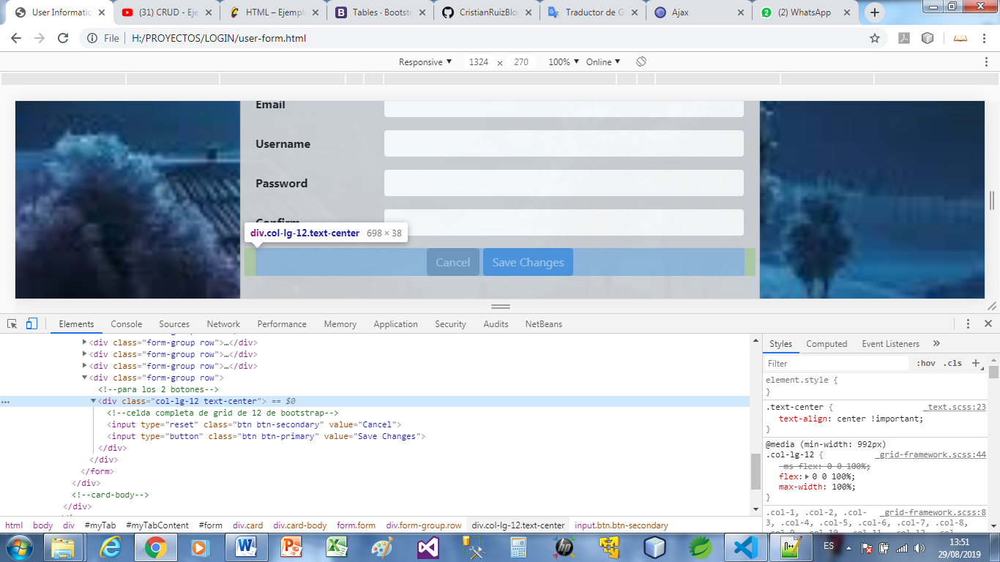 User Informatic
(31) CRUD - Eje
HTML – Ejempl
Tables · Bootstr
CristianRuizBlo
Traductor de G
Ajax
(2) WhatsApp
File | H:/PROYECTOS/LOGIN/user-form.html
Responsive ▼ 1324 × 270 100% ▼ Online ▼
Email
Username
Password
Confirm
div.col-lg-12.text-center 698 × 38
Cancel Save Changes
Elements Console Sources Network Performance Memory Application Security Audits NetBeans
<div class="form-group row">…</div>
<div class="form-group row">…</div>
<div class="form-group row">…</div>
<div class="form-group row">
<!--para los 2 botones-->
<div class="col-lg-12 text-center"> == $0
<!--celda completa de grid de 12 de bootstrap-->
<input type="reset" class="btn btn-secondary" value="Cancel">
<input type="button" class="btn btn-primary" value="Save Changes">
</div>
</div>
</form>
</div>
<!--card-body-->
</div>
html body div #myTab #myTabContent #form div.card div.card-body form.form div.form-group.row div.col-lg-12.text-center input.btn.btn-secondary
Styles Computed Event Listeners »
Filter :hov .cls +
element.style {
}
.text-center { _text.scss:23
text-align: center !important;
}
@media (min-width: 992px)
.col-lg-12 { _grid-framework.scss:44
-ms-flex: 0 0 100%;
flex: 0 0 100%;
max-width: 100%;
}
.col-1, .col-2, .col- _grid-framework.scss:8
3, .col-4, .col-5, .col-6, .col-7, .col-8,
ES
13:51
29/08/2019